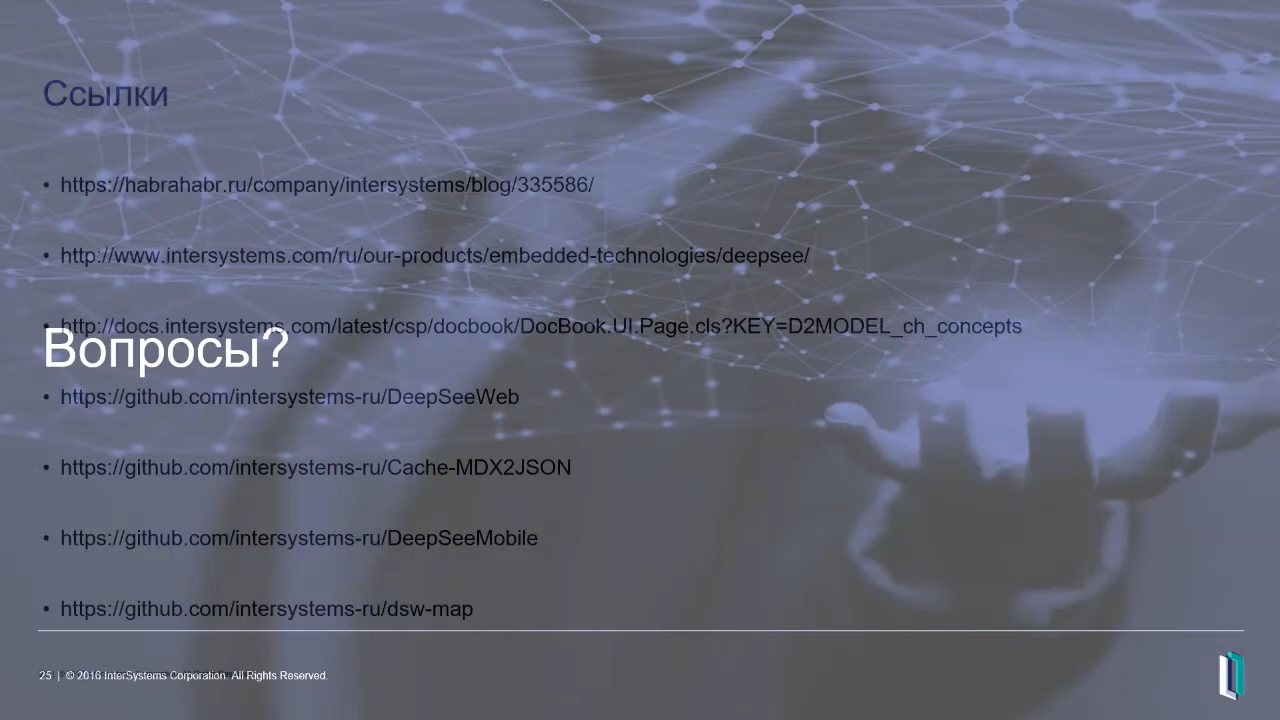 Ссылки
• https://habrahabr.ru/company/intersystems/blog/335586/
• http://www.intersystems.com/ru/our-products/embedded-technologies/deepsee/
• http://docs.intersystems.com/latest/csp/docbook/DocBook.UI.Page.cls?KEY=D2MODEL_ch_concepts
Вопросы?
• https://github.com/intersystems-ru/DeepSeeWeb
• https://github.com/intersystems-ru/Cache-MDX2JSON
• https://github.com/intersystems-ru/DeepSeeMobile
• https://github.com/intersystems-ru/dsw-map
25 | © 2016 InterSystems Corporation. All Rights Reserved.